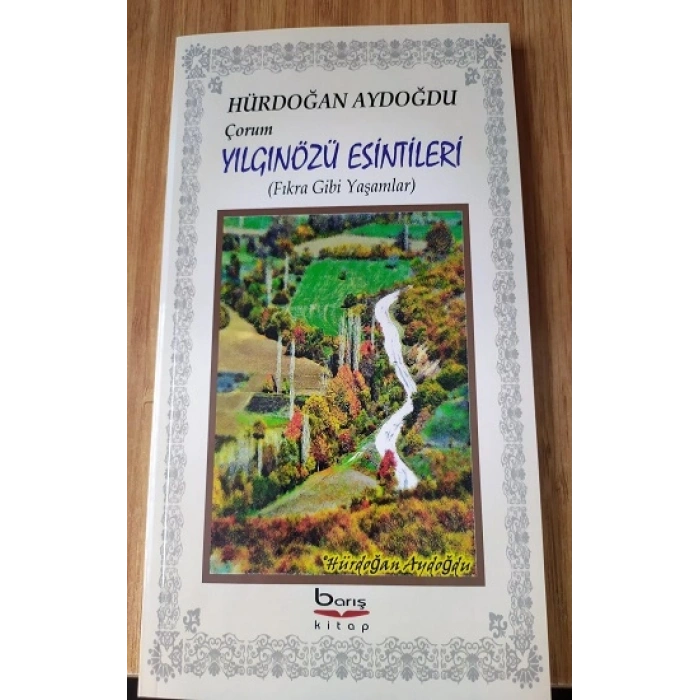 HÜRDOĞAN AYDOĞDU
Çorum
YILGINÖZÜ ESİNTİLERİ
(Fıkra Gibi Yaşamlar)
Hürdoğan Aydoğdu
barış
kitap